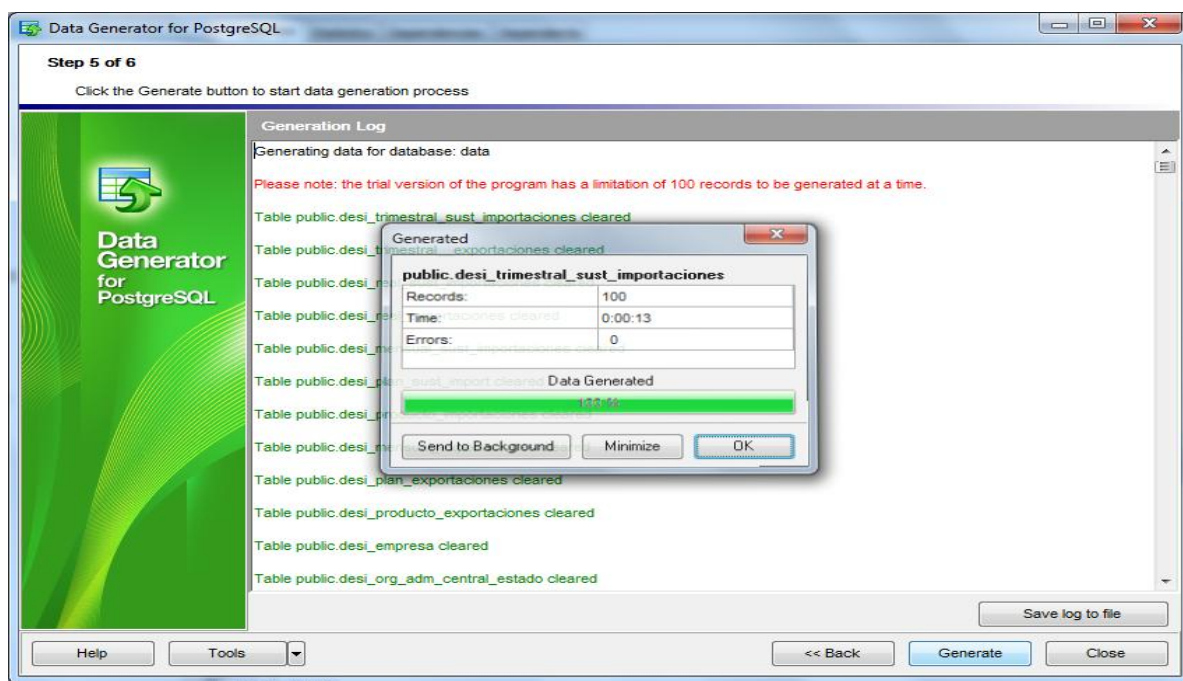 Data Generator for PostgreSQL
Step 5 of 6
Click the Generate button to start data generation process
Data
Generator
for
PostgreSQL
Generation Log
Generating data for database: data
Please note: the trial version of the program has a limitation of 100 records to be generated at a time.
Table public.desi_trimestral_sust_importaciones cleared
Table public.desi_trimestral_ exportaciones cleared
Table public.desi_
Table public.desi_
Table public.desi_
Table public.desi_plan_sust_import cleared
Table public.desi_
Table public.desi_
Table public.desi_plan_exportaciones cleared
Table public.desi_producto_exportaciones cleared
Table public.desi_empresa cleared
Table public.desi_org_adm_central_estado cleared
Generated
public.desi_trimestral_sust_importaciones
Records: 100
Time: 0:00:13
Errors: 0
Data Generated
Send to Background
Minimize
OK
Save log to file
Help
Tools
<< Back
Generate
Close